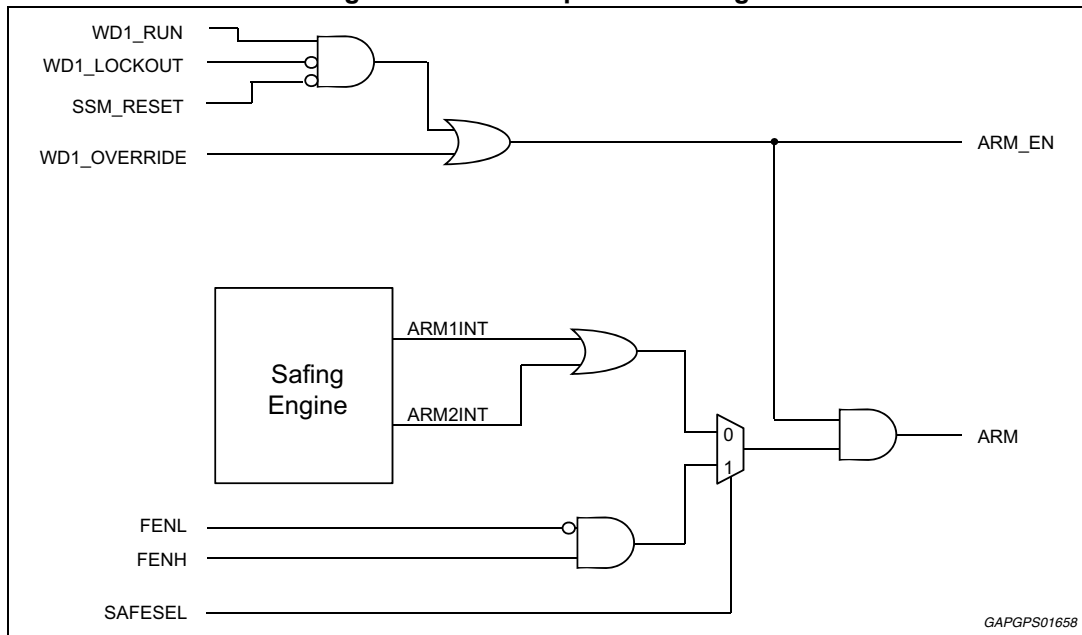 WD1_RUN
WD1_LOCKOUT
SSM_RESET
WD1_OVERRIDE
ARM_EN
Safing
Engine
ARM1INT
ARM2INT
0
1
ARM
FENL
FENH
SAFESEL
GAPGPS01658